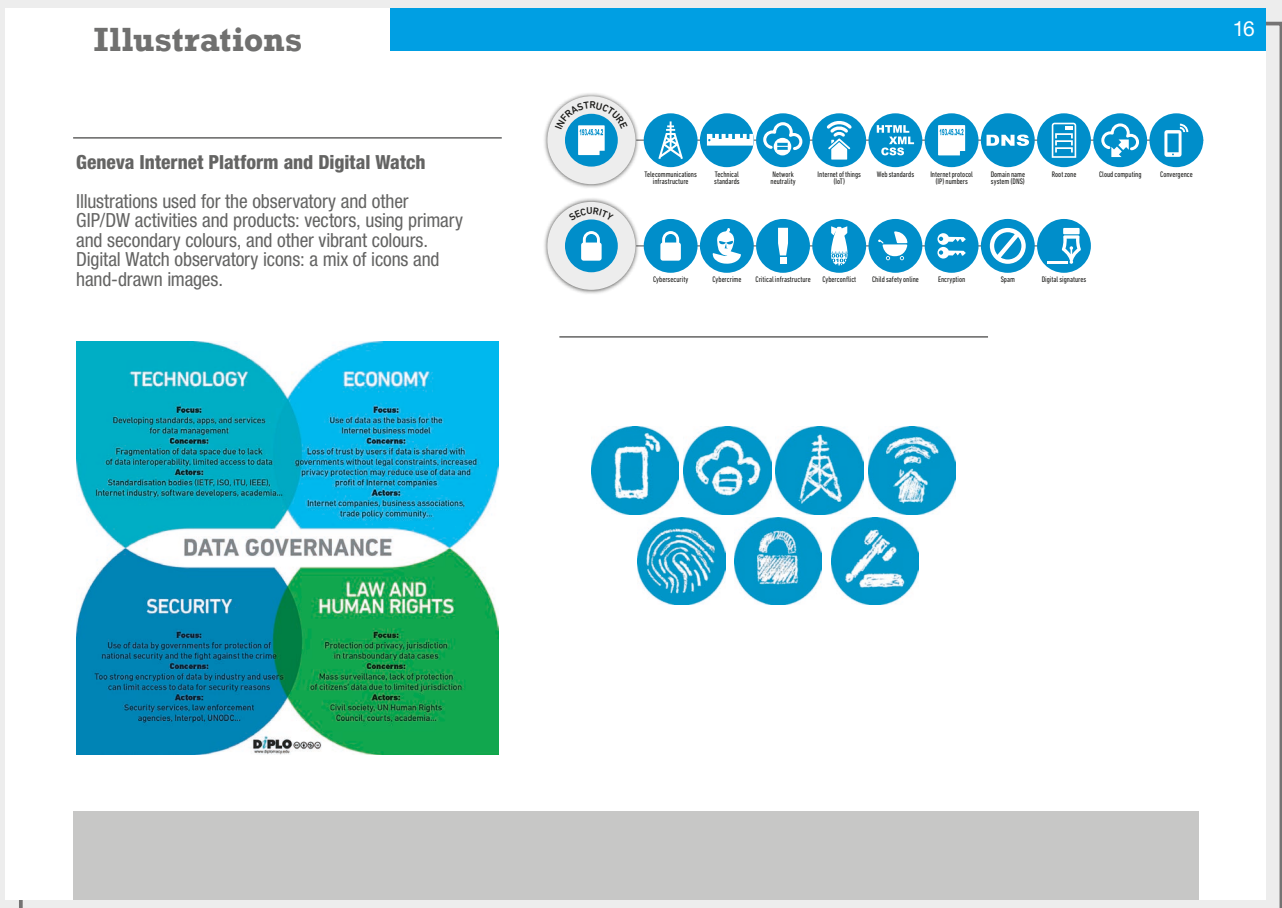 Illustrations
16
Geneva Internet Platform and Digital Watch
Illustrations used for the observatory and other
GIP/DW activities and products: vectors, using primary
and secondary colours, and other vibrant colours.
Digital Watch observatory icons: a mix of icons and
hand-drawn images.
TECHNOLOGY
Focus:
Developing standards, apps, and services
for data management
Concerns:
Fragmentation of data space due to lack
of data interoperability, limited access to data
Actors:
Standardisation bodies (IETF, ISO, ITU, IEEE),
Internet industry, software developers, academia...
ECONOMY
Focus:
Use of data as the basis for the
Internet business model
Concerns:
Loss of trust by users if data is shared with
governments without legal constraints, increased
privacy protection may reduce use of data and
profit of Internet companies
Actors:
Internet companies, business associations,
trade policy community...
DATA GOVERNANCE
SECURITY
Focus:
Use of data by governments for protection of
national security and the fight against the crime
Concerns:
Too strong encryption of data by industry and users
can limit access to data for security reasons
Actors:
Security services, law enforcement
agencies, Interpol, UNODC...
LAW AND
HUMAN RIGHTS
Focus:
Protection od privacy, jurisdiction
in transboundary data cases
Concerns:
Mass surveillance, lack of protection
of citizens' data due to limited jurisdiction
Actors:
Civil society, UN Human Rights
Council, courts, academia...
DiPLO
www.diplomacy.edu
INFRASTRUCTURE
193.45.34.2
HTML
XML
CSS
193.45.34.2
DNS
Telecommunications
infrastructure
Technical
standards
Network
neutrality
Internet of things
(IoT)
Web standards
Internet protocol
(IP) numbers
Domain name
system (DNS)
Root zone
Cloud computing
Convergence
SECURITY
0001
0100
Cybersecurity
Cybercrime
Critical infrastructure
Cyberconflict
Child safety online
Encryption
Spam
Digital signatures